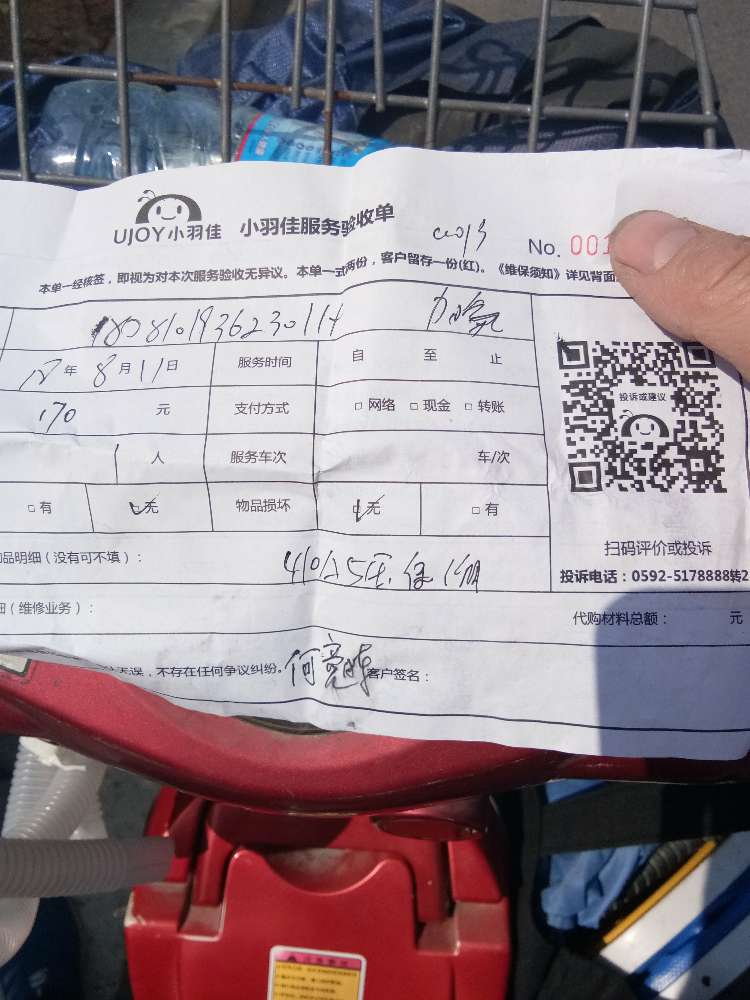 UJOY小羽佳 小羽佳服务验收单
No. 001
本单一经核签，即视为对本次服务验收无异议。本单一式两份，客户留存一份(红)。《维保须知》详见背面
1808101936230114
年 8 月 11 日 服务时间 自 至 止
170 元 支付方式 □ 网络 □ 现金 □ 转账
投诉或建议
1 人 服务车次 车/次
□ 有 □ 无 物品损坏 □ 无 □ 有
品明细（没有可不填）：
扫码评价或投诉
投诉电话：0592-5178888转2
（维修业务）： 代购材料总额： 元
无误，不存在任何争议纠纷。 客户签名：